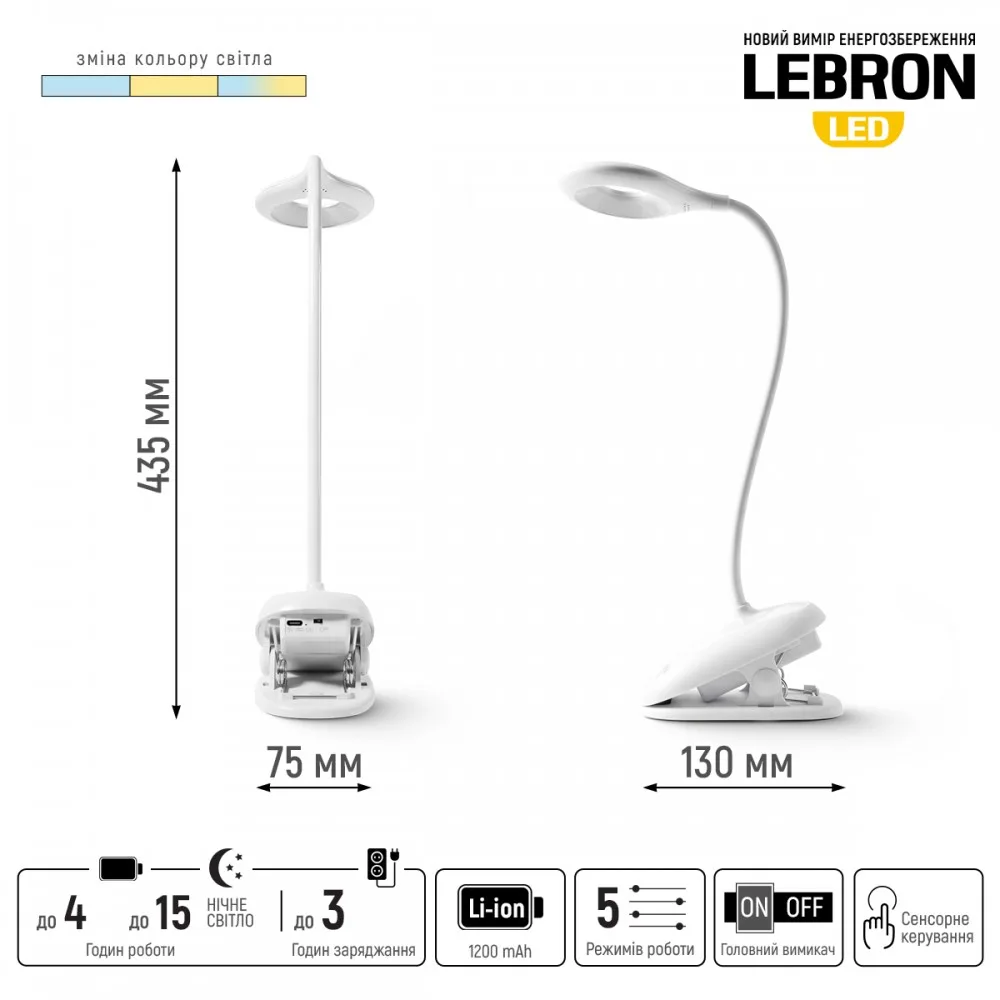 зміна кольору світла
НОВИЙ ВИМІР ЕНЕРГОЗБЕРЕЖЕННЯ
LEBRON
LED
435 мм
75 мм
130 мм
до 4
до 15
НІЧНЕ
СВІТЛО
Годин роботи
до 3
Годин заряджання
Li-ion
1200 mAh
5
Режимів роботи
ON OFF
Головний вимикач
Сенсорне
керування